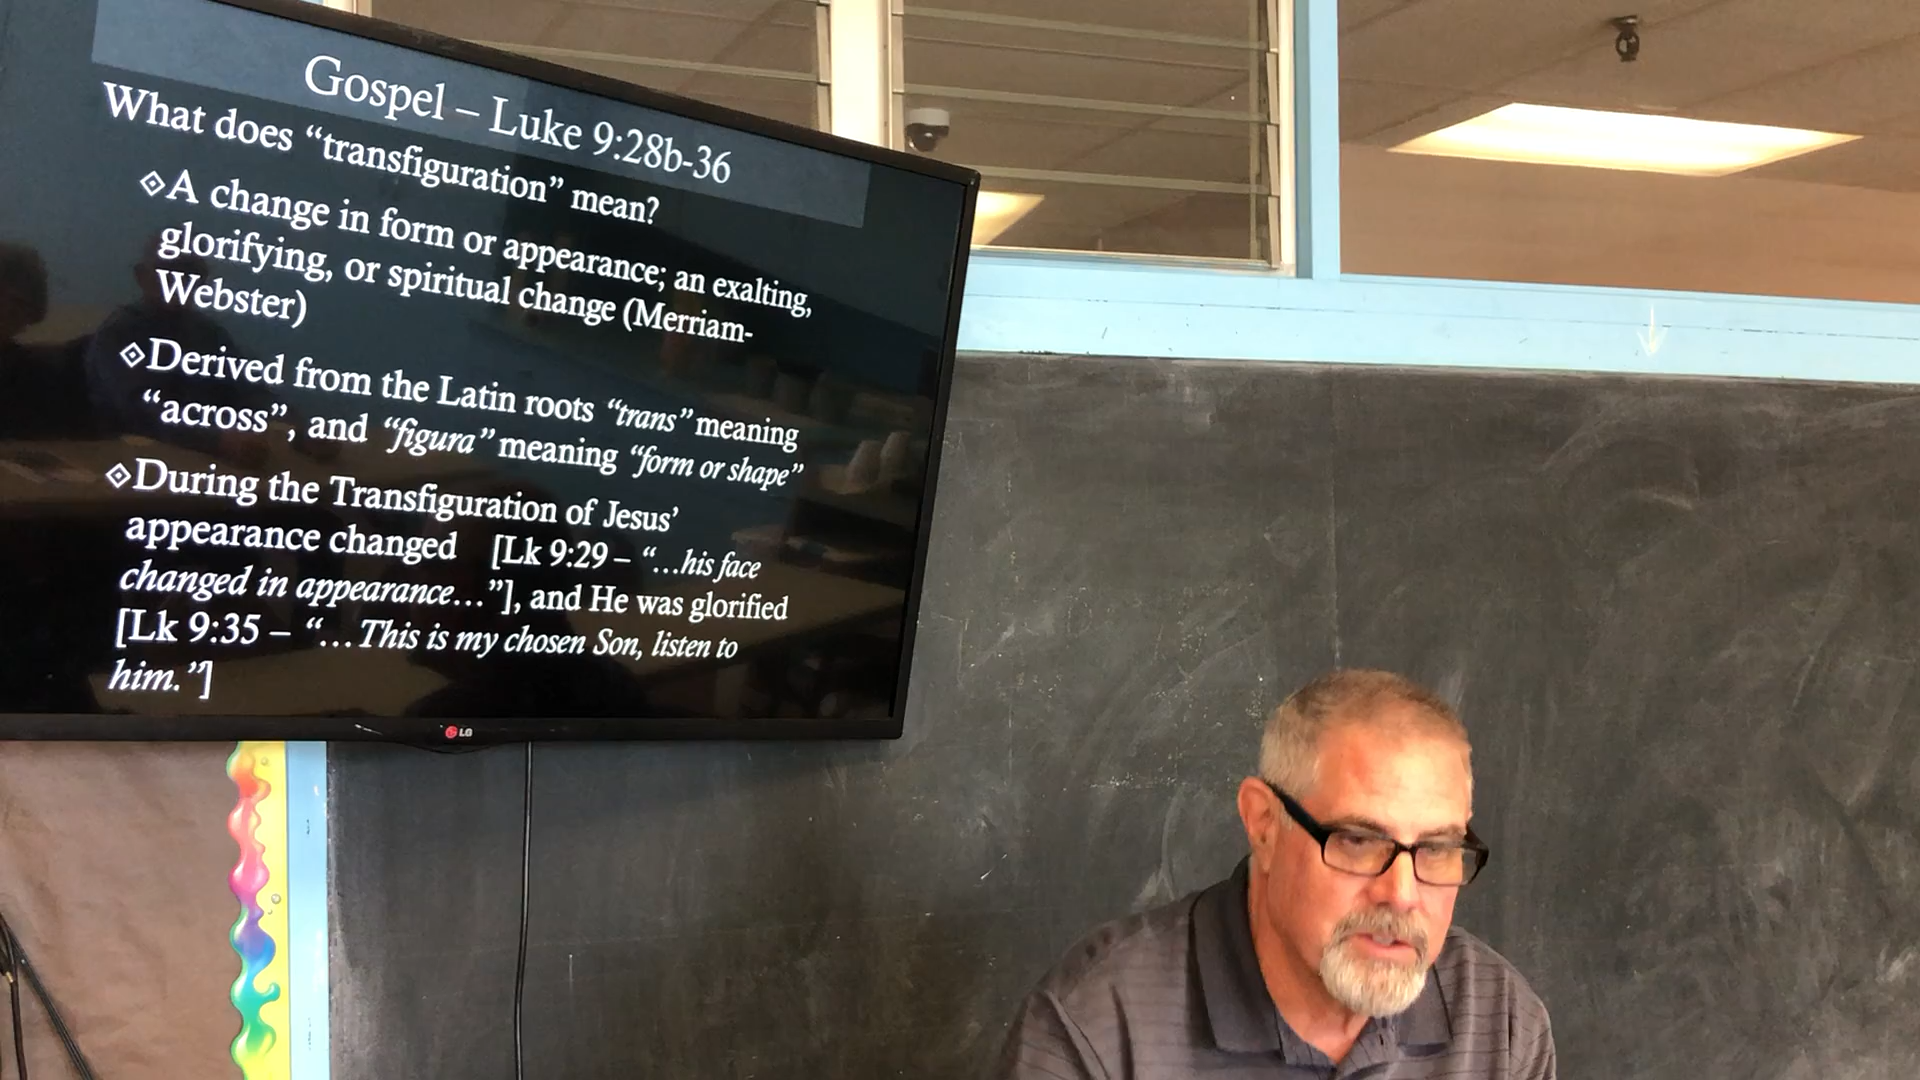 Gospel – Luke 9:28b-36
What does “transfiguration” mean?
A change in form or appearance; an exalting,
glorifying, or spiritual change (Merriam-
Webster)
Derived from the Latin roots “trans” meaning
“across”, and “figura” meaning “form or shape”
During the Transfiguration of Jesus’
appearance changed [Lk 9:29 – “…his face
changed in appearance…”], and He was glorified
[Lk 9:35 – “…This is my chosen Son, listen to
him.”]
LG